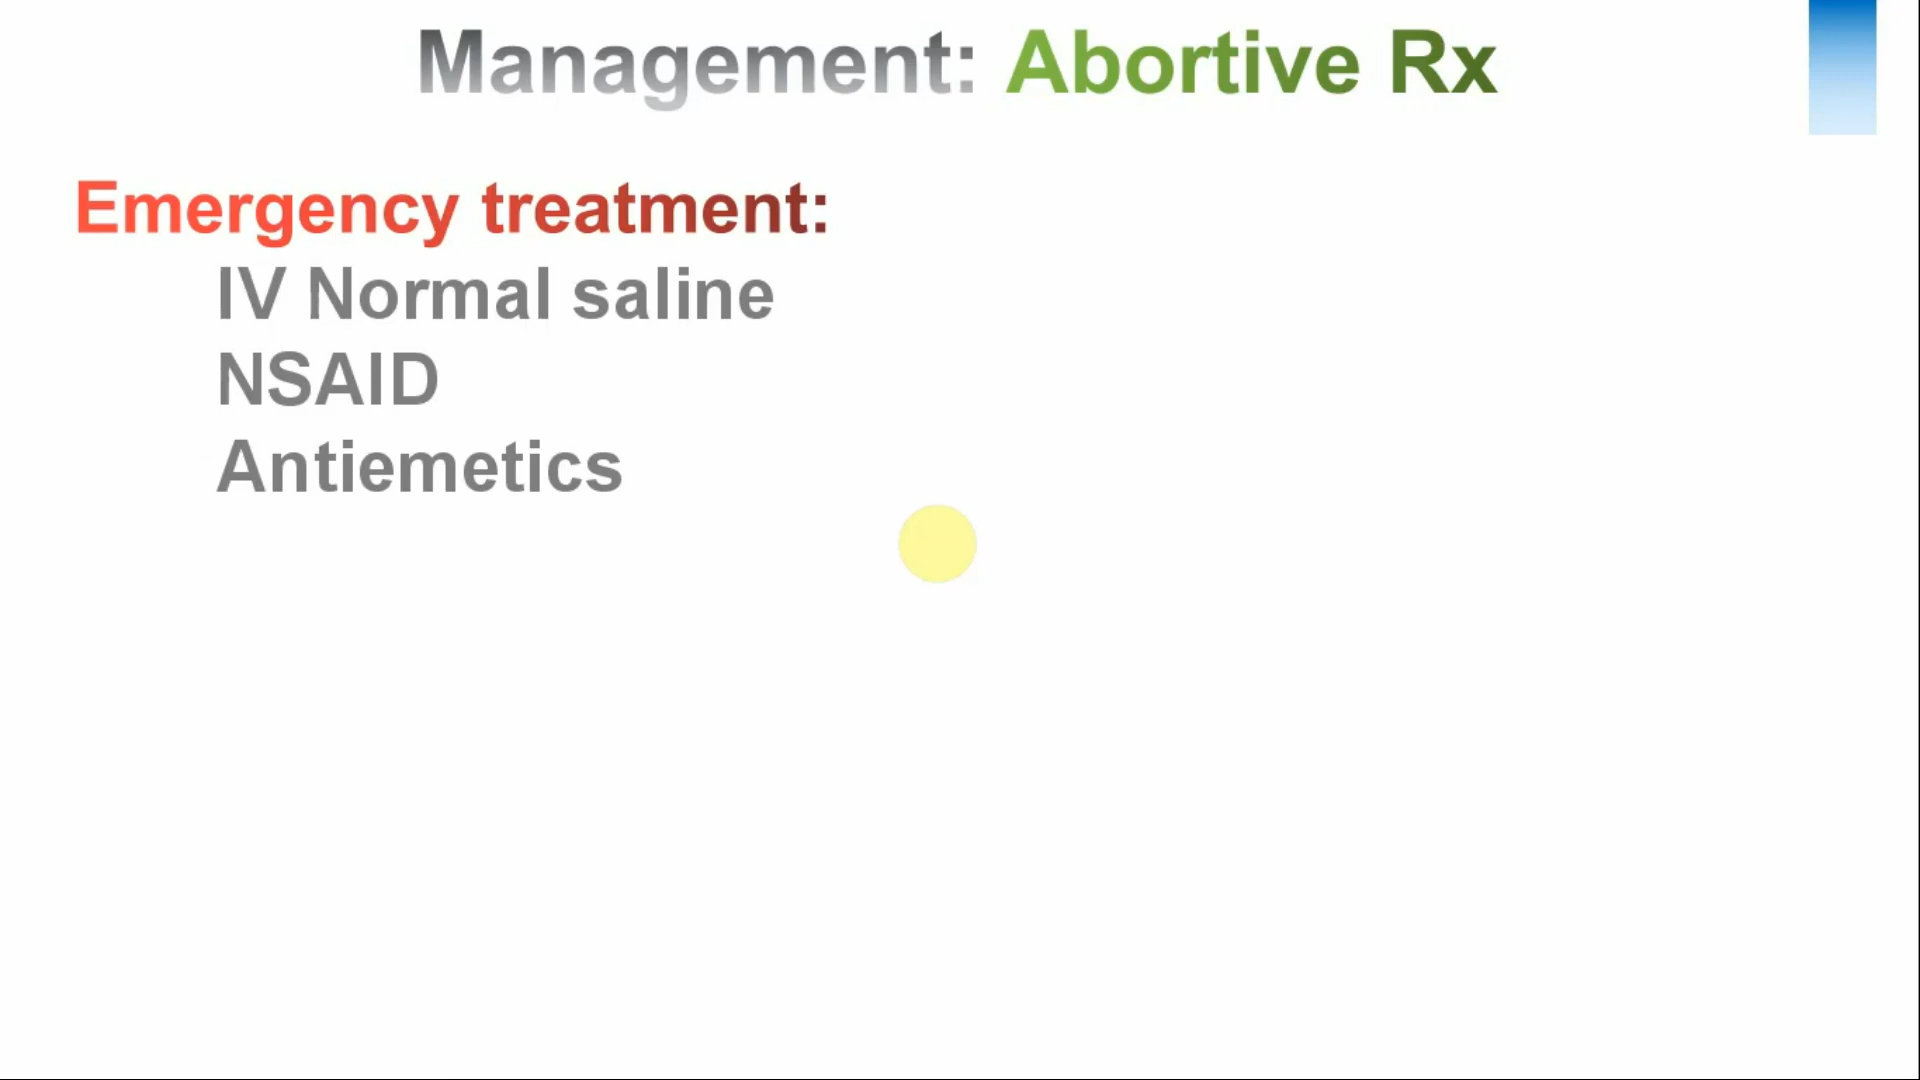 Management: Abortive Rx
Emergency treatment:
IV Normal saline
NSAID
Antiemetics